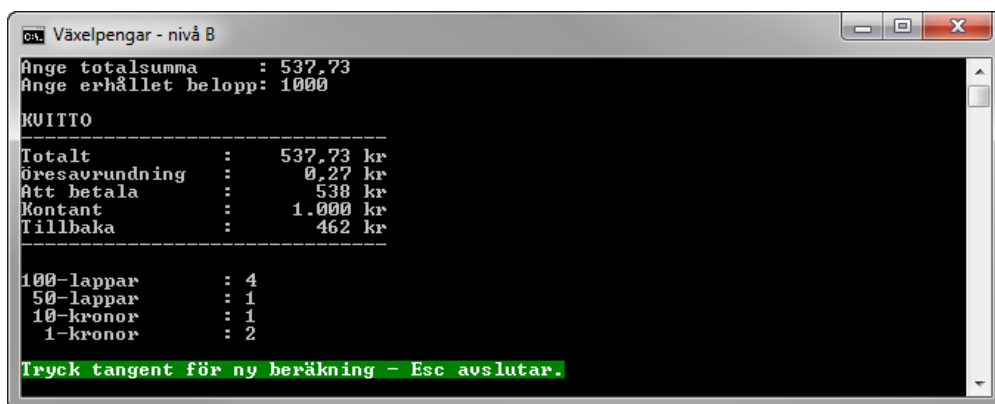 Växelpengar - nivå B
Ange totalsumma : 537,73
Ange erhållet belopp: 1000
KVITTO
---------------------------------
Totalt : 537,73 kr
öresavrundning : 0,27 kr
Att betala : 538 kr
Kontant : 1.000 kr
Tillbaka : 462 kr
---------------------------------
100-lappar : 4
50-lappar : 1
10-kronor : 1
1-kronor : 2
Tryck tangent för ny beräkning - Esc avslutar.